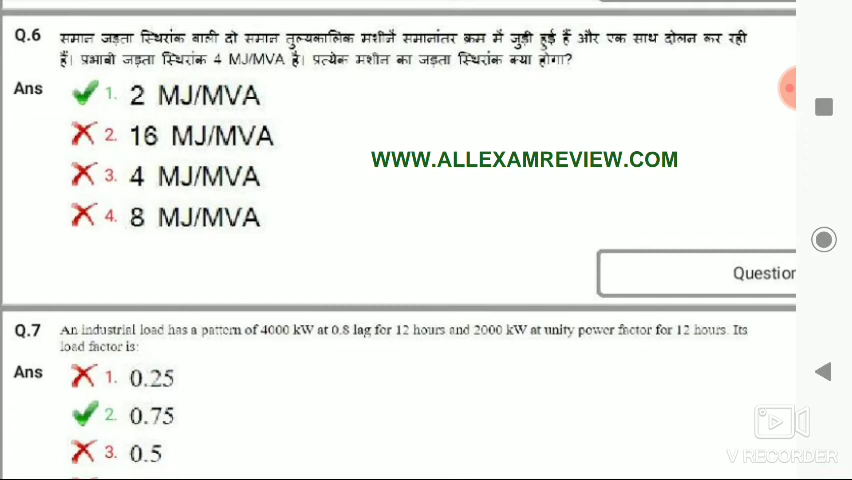 Q.6 समान जड़ता स्थिरांक वाली दो समान तुल्यकालिक मशीनें समानांतर क्रम में जुड़ी हुई हैं और एक साथ दोलन कर रही
हैं। प्रभावी जड़ता स्थिरांक 4 MJ/MVA है। प्रत्येक मशीन का जड़ता स्थिरांक क्या होगा?
Ans 1. 2 MJ/MVA
2. 16 MJ/MVA
WWW.ALLEXAMREVIEW.COM
3. 4 MJ/MVA
4. 8 MJ/MVA
Question
Q.7 An industrial load has a pattern of 4000 kW at 0.8 lag for 12 hours and 2000 kW at unity power factor for 12 hours. Its
load factor is:
Ans 1. 0.25
2. 0.75
3. 0.5
V RECORDER